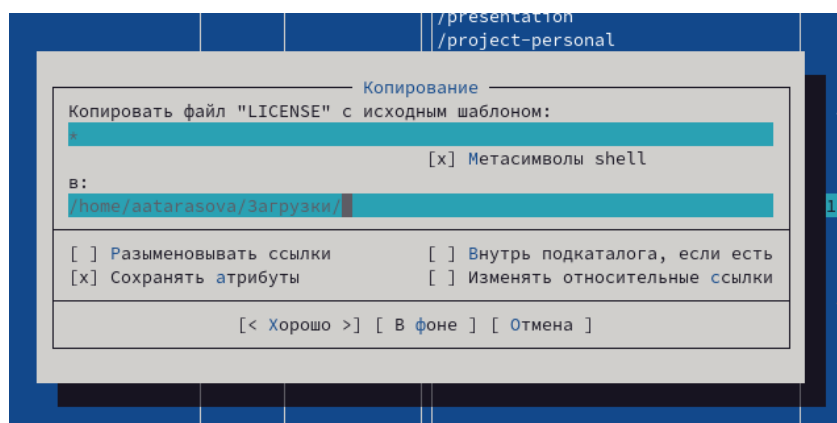 /presentation
/project-personal
Копирование
Копировать файл "LICENSE" с исходным шаблоном:
*
[x] Метасимволы shell
в:
/home/aatarasova/Загрузки/
1
[ ] Разыменовывать ссылки [ ] Внутрь подкаталога, если есть
[x] Сохранять атрибуты [ ] Изменять относительные ссылки
[< Хорошо >] [ В фоне ] [ Отмена ]